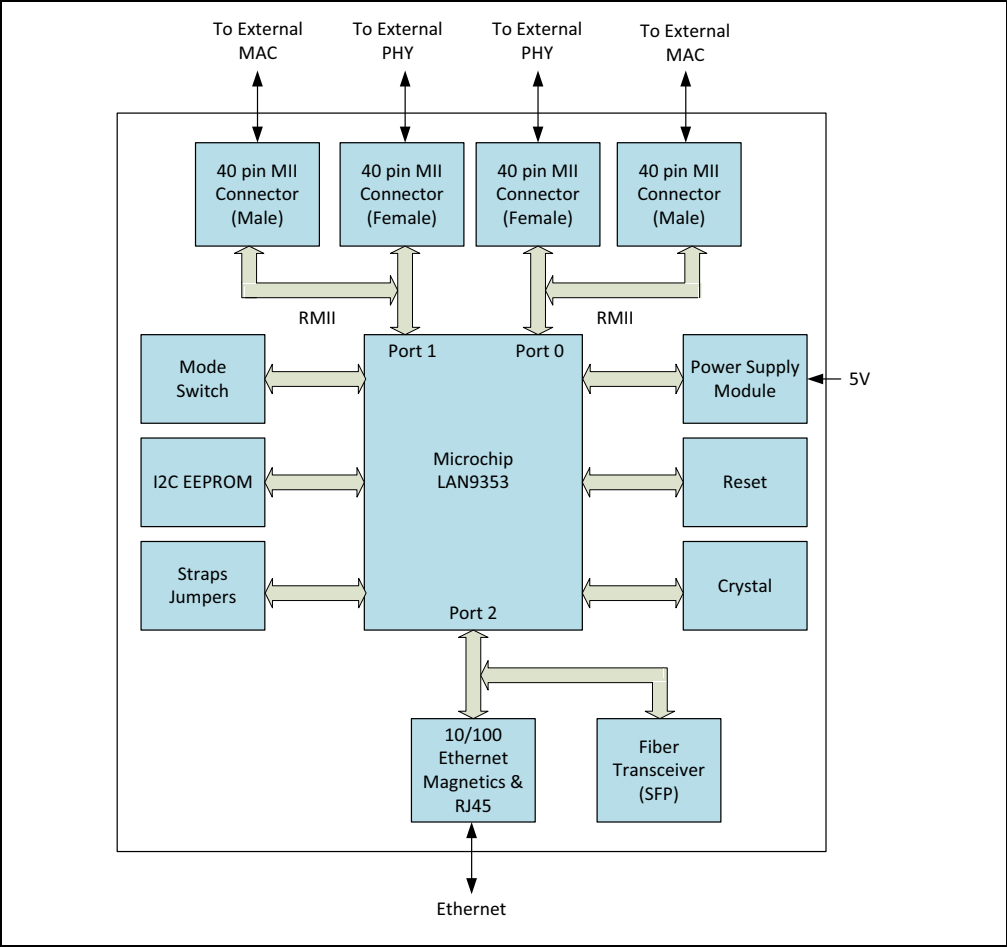 To External
MAC
To External
PHY
To External
PHY
To External
MAC
40 pin MII
Connector
(Male)
40 pin MII
Connector
(Female)
40 pin MII
Connector
(Female)
40 pin MII
Connector
(Male)
RMII
RMII
Port 1
Port 0
Mode
Switch
Power Supply
Module
5V
I2C EEPROM
Microchip
LAN9353
Reset
Straps
Jumpers
Crystal
Port 2
10/100
Ethernet
Magnetics &
RJ45
Fiber
Transceiver
(SFP)
Ethernet